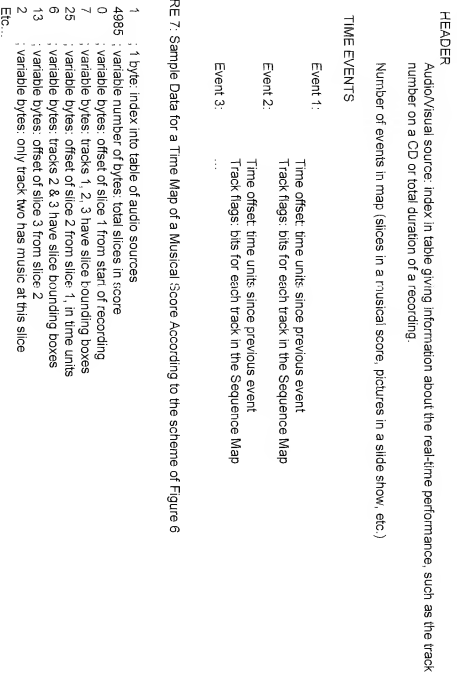 HEADER
Audio/Visual source: index in table giving information about the real-time performance, such as the track
number on a CD or total duration of a recording.
Number of events in map (slices in a musical score, pictures in a slide show, etc.)
TIME EVENTS
Event 1:
Time offset: time units since previous event
Track flags: bits for each track in the Sequence Map
Event 2:
Time offset: time units since previous event
Track flags: bits for each track in the Sequence Map
Event 3: ...
RE 7: Sample Data for a Time Map of a Musical Score According to the scheme of Figure 6
1 ; 1 byte: index into table of audio sources
4985 ; variable number of bytes: total slices in score
0 ; variable bytes: offset of slice 1 from start of recording
7 ; variable bytes: tracks 1, 2, 3 have slice bounding boxes
25 ; variable bytes: offset of slice 2 from slice 1, in time units
6 ; variable bytes: tracks 2 & 3 have slice bounding boxes
13 ; variable bytes: offset of slice 3 from slice 2
2 ; variable bytes: only track two has music at this slice
Etc...